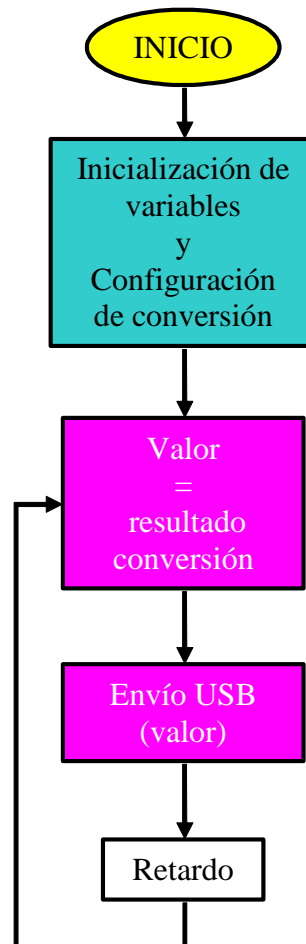 INICIO
Inicialización de
variables
y
Configuración
de conversión
Valor
=
resultado
conversión
Envío USB
(valor)
Retardo